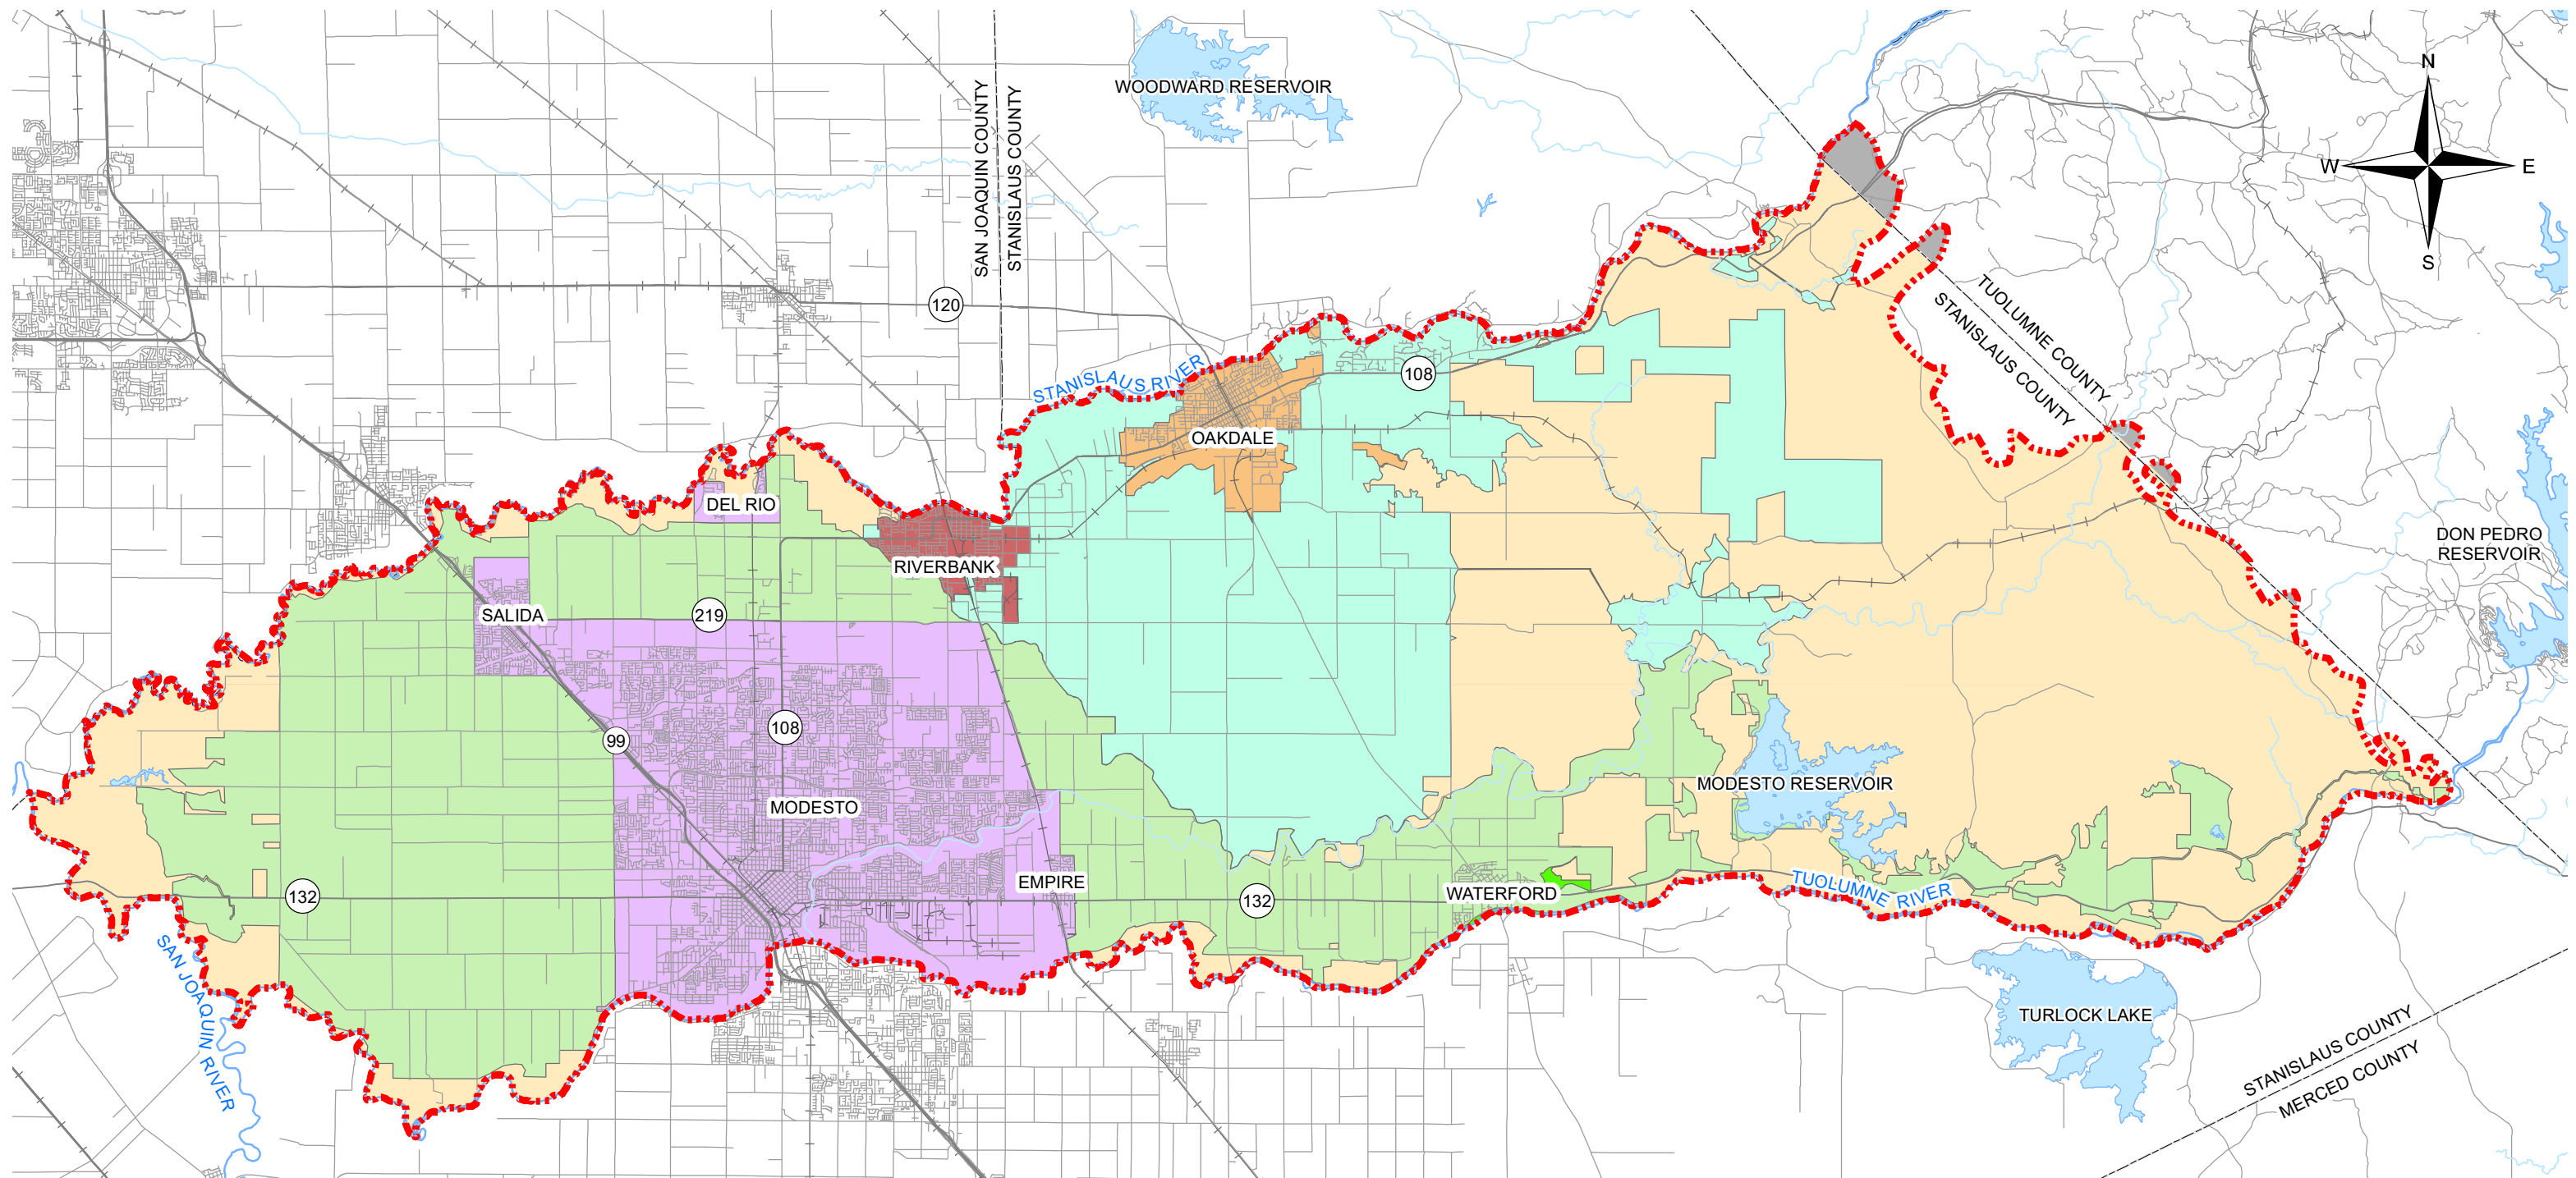 N
W
E
S
WOODWARD RESERVOIR
SAN JOAQUIN COUNTY
STANISLAUS COUNTY
120
TUOLUMNE COUNTY
STANISLAUS COUNTY
STANISLAUS RIVER
108
OAKDALE
DEL RIO
DON PEDRO
RESERVOIR
RIVERBANK
SALIDA
219
99
108
MODESTO RESERVOIR
MODESTO
EMPIRE
WATERFORD
132
132
TUOLUMNE RIVER
SAN JOAQUIN RIVER
TURLOCK LAKE
STANISLAUS COUNTY
MERCED COUNTY